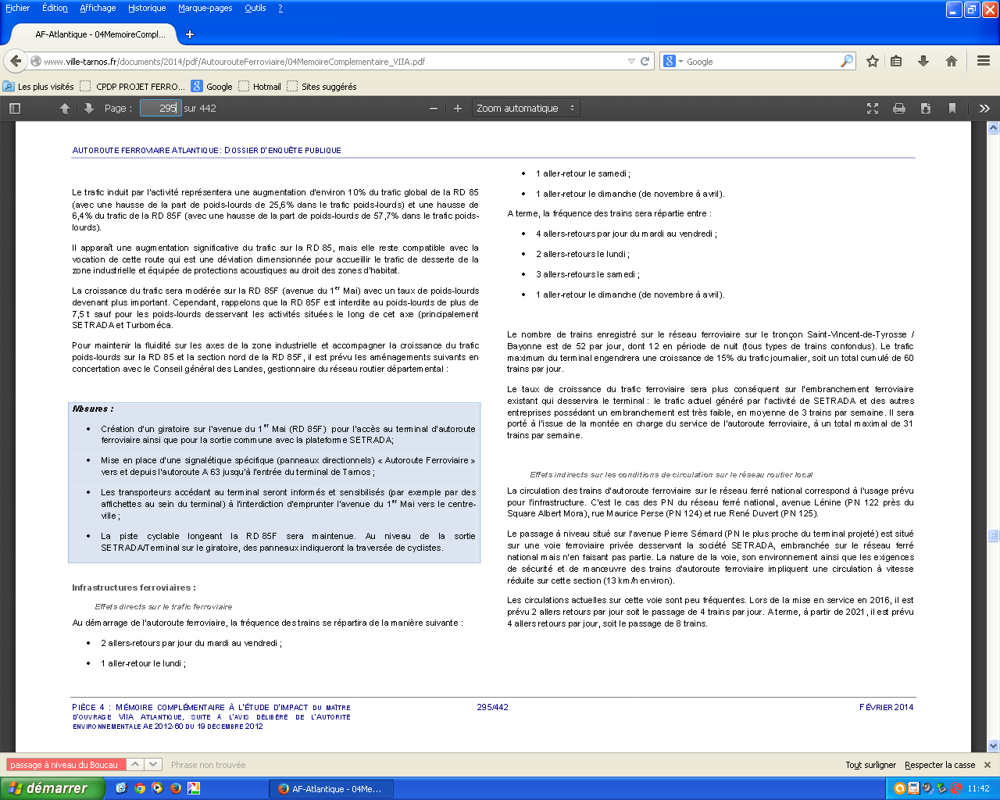 Fichier Édition Affichage Historique Marque-pages Outils ?
AF-Atlantique - 04MemoireCompl...
www.ville-tarnos.fr/documents/2014/pdf/AutorouteFerroviaire/04MemoireComplementaire_VIIA.pdf
Google
Les plus visités CPDP PROJET FERRO... Google Hotmail Sites suggérés
Page : 295 sur 442 Zoom automatique
AUTOROUTE FERROVIAIRE ATLANTIQUE : DOSSIER D'ENQUÊTE PUBLIQUE
Le trafic induit par l'activité représentera une augmentation d'environ 10% du trafic global de la RD 85
(avec une hausse de la part de poids-lourds de 25,6% dans le trafic poids-lourds) et une hausse de
6,4% du trafic de la RD 85F (avec une hausse de la part de poids-lourds de 57,7% dans le trafic poids-
lourds).
Il apparaît une augmentation significative du trafic sur la RD 85, mais elle reste compatible avec la
vocation de cette route qui est une déviation dimensionnée pour accueillir le trafic de desserte de la
zone industrielle et équipée de protections acoustiques au droit des zones d'habitat.
La croissance du trafic sera modérée sur la RD 85F (avenue du 1er Mai) avec un taux de poids-lourds
devenant plus important. Cependant, rappelons que la RD 85F est interdite au poids-lourds de plus de
7,5 t sauf pour les poids-lourds desservant les activités situées le long de cet axe (principalement
SETRADA et Turboméca.
Pour maintenir la fluidité sur les axes de la zone industrielle et accompagner la croissance du trafic
poids-lourds sur la RD 85 et la section nord de la RD 85F, il est prévu les aménagements suivants en
concertation avec le Conseil général des Landes, gestionnaire du réseau routier départemental :
Mesures :
• Création d'un giratoire sur l'avenue du 1er Mai (RD 85F) pour l'accès au terminal d'autoroute
ferroviaire ainsi que pour la sortie commune avec la plateforme SETRADA;
• Mise en place d'une signalétique spécifique (panneaux directionnels) « Autoroute Ferroviaire »
vers et depuis l'autoroute A 63 jusqu'à l'entrée du terminal de Tarnos ;
• Les transporteurs accédant au terminal seront informés et sensibilisés (par exemple par des
affichettes au sein du terminal) à l'interdiction d'emprunter l'avenue du 1er Mai vers le centre-
ville ;
• La piste cyclable longeant la RD 85F sera maintenue. Au niveau de la sortie
SETRADA/Terminal sur le giratoire, des panneaux indiqueront la traversée de cyclistes.
Infrastructures ferroviaires :
Effets directs sur le trafic ferroviaire
Au démarrage de l'autoroute ferroviaire, la fréquence des trains se répartira de la manière suivante :
• 2 allers-retours par jour du mardi au vendredi ;
• 1 aller-retour le lundi ;
• 1 aller-retour le samedi ;
• 1 aller-retour le dimanche (de novembre à avril).
A terme, la fréquence des trains sera répartie entre :
• 4 allers-retours par jour du mardi au vendredi ;
• 2 allers-retours le lundi ;
• 3 allers-retours le samedi ;
• 1 aller-retour le dimanche (de novembre à avril).
Le nombre de trains enregistré sur le réseau ferroviaire sur le tronçon Saint-Vincent-de-Tyrosse /
Bayonne est de 52 par jour, dont 12 en période de nuit (tous types de trains confondus). Le trafic
maximum du terminal engendrera une croissance de 15% du trafic journalier, soit un total cumulé de 60
trains par jour.
Le taux de croissance du trafic ferroviaire sera plus conséquent sur l'embranchement ferroviaire
existant qui desservira le terminal : le trafic actuel généré par l'activité de SETRADA et des autres
entreprises possédant un embranchement est très faible, en moyenne de 3 trains par semaine. Il sera
porté à l'issue de la montée en charge du service de l'autoroute ferroviaire, à un total maximal de 31
trains par semaine.
Effets indirects sur les conditions de circulation sur le réseau routier local
La circulation des trains d'autoroute ferroviaire sur le réseau ferré national correspond à l'usage prévu
pour l'infrastructure. C'est le cas des PN du réseau ferré national, avenue Lénine (PN 122 près du
Square Albert Mora), rue Maurice Perse (PN 124) et rue René Duvert (PN 125).
Le passage à niveau situé sur l'avenue Pierre Sémard (PN le plus proche du terminal projeté) est situé
sur une voie ferroviaire privée desservant la société SETRADA, embranchée sur le réseau ferré
national mais n'en faisant pas partie. La nature de la voie, son environnement ainsi que les exigences
de sécurité et de manœuvre des trains d'autoroute ferroviaire impliquent une circulation à vitesse
réduite sur cette section (13 km/h environ).
Les circulations actuelles sur cette voie sont peu fréquentes. Lors de la mise en service en 2016, il est
prévu 2 allers retours par jour soit le passage de 4 trains par jour. A terme, à partir de 2021, il est prévu
4 allers retours par jour, soit le passage de 8 trains.
PIÈCE 4 : MÉMOIRE COMPLÉMENTAIRE À L'ÉTUDE D'IMPACT DU MAÎTRE
D'OUVRAGE VIIA ATLANTIQUE, SUITE À L'AVIS DÉLIBÉRÉ DE L'AUTORITÉ
ENVIRONNEMENTALE AE 2012-60 DU 19 DÉCEMBRE 2012
295/442
FÉVRIER 2014
passage à niveau du Boucau Phrase non trouvée Tout surligner Respecter la casse
démarrer AF-Atlantique - 04Me... 11:42